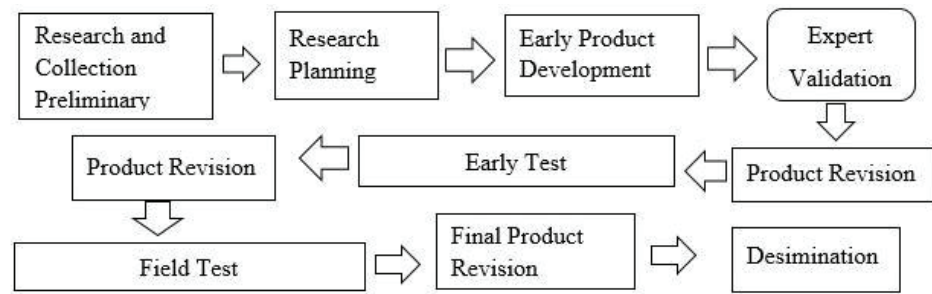 Research and
Collection
Preliminary
Research
Planning
Early Product
Development
Expert
Validation
Product Revision
Early Test
Product Revision
Field Test
Final Product
Revision
Desimination